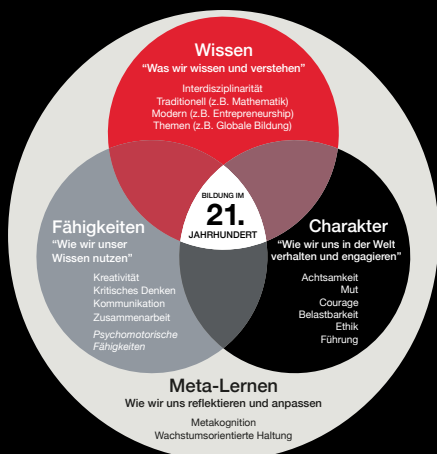 Wissen
“Was wir wissen und verstehen”
Interdisziplinarität
Traditionell (z.B. Mathematik)
Modern (z.B. Entrepreneurship)
Themen (z.B. Globale Bildung)
BILDUNG IM
21.
JAHRHUNDERT
Fähigkeiten
“Wie wir unser
Wissen nutzen”
Kreativität
Kritisches Denken
Kommunikation
Zusammenarbeit
Psychomotorische
Fähigkeiten
Charakter
“Wie wir uns in der Welt
verhalten und engagieren”
Achtsamkeit
Mut
Courage
Belastbarkeit
Ethik
Führung
Meta-Lernen
Wie wir uns reflektieren und anpassen
Metakognition
Wachstumsorientierte Haltung